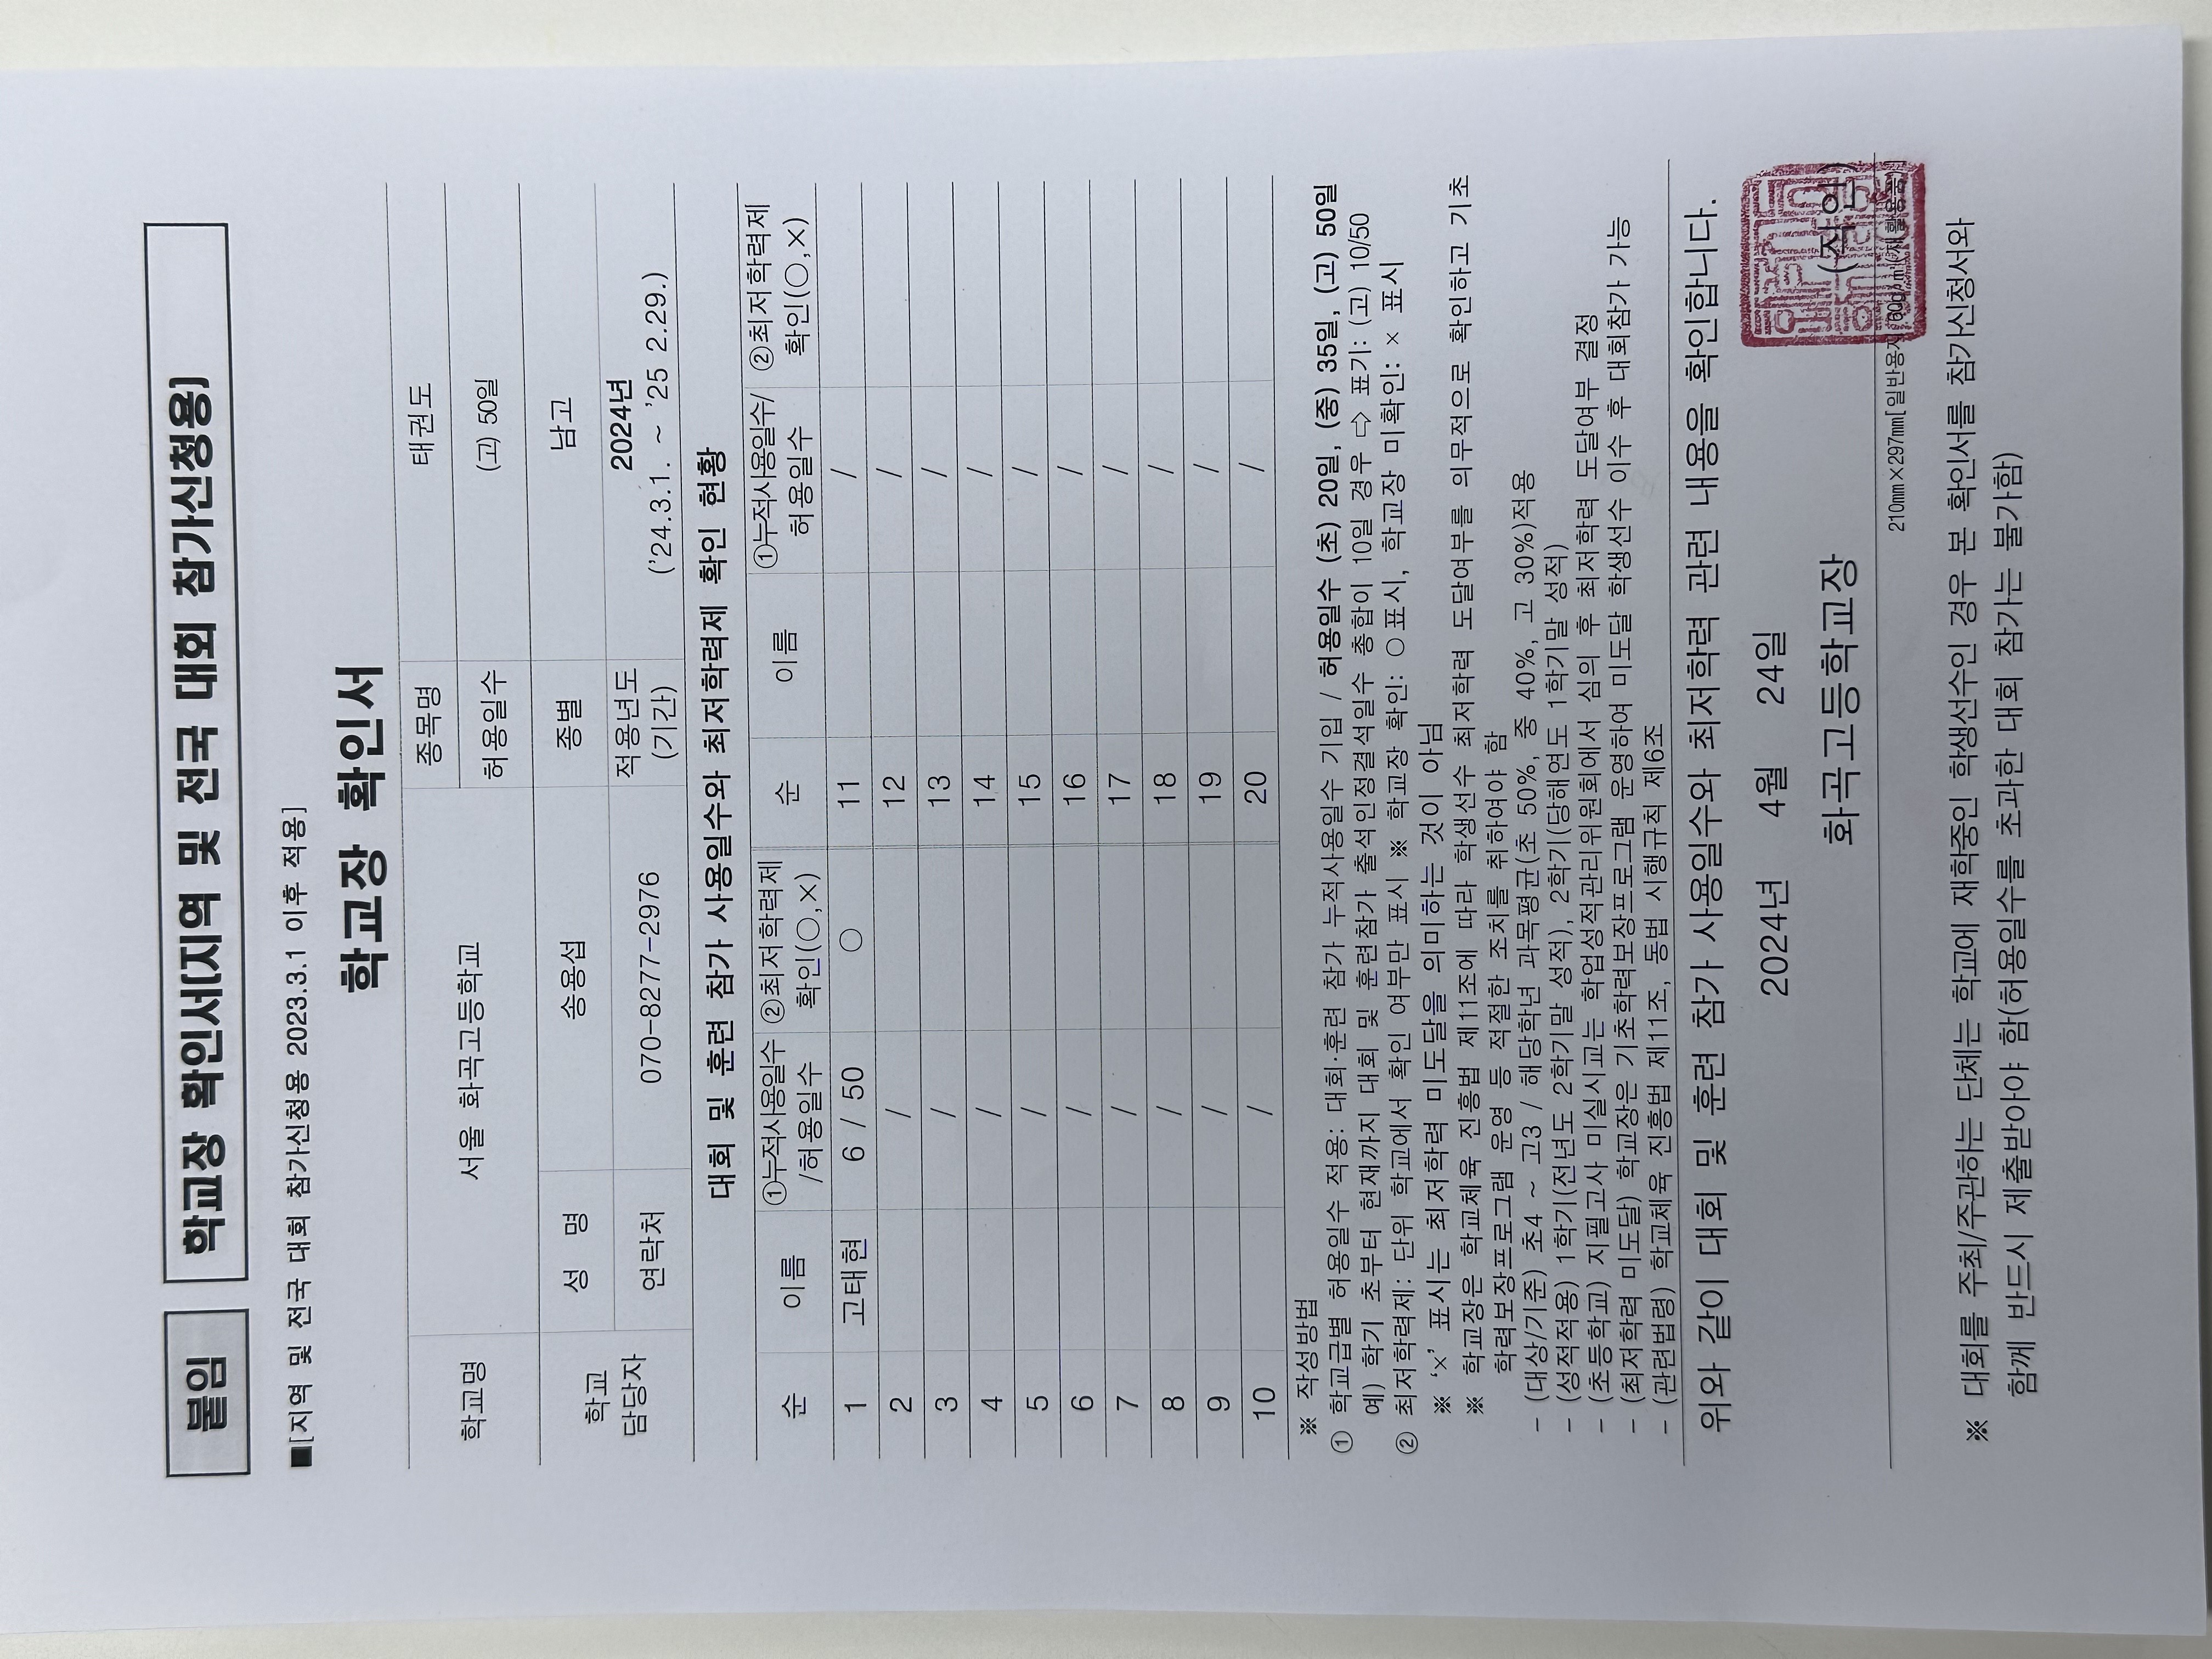 붙임 학교장 확인서(지역 및 전국 대회 참가신청용)
■[지역 및 전국 대회 참가신청용 2023.3.1 이후 적용]
학교장 확인서
학교명 서울 화곡고등학교 종목명 태권도
허용일수 (고) 50일
학교 담당자 성 명 송용섭 종별 남고
연락처 070-8277-2976 적용년도 (기간) 2024년
('24.3.1. ~ '25 2.29.)
대회 및 훈련 참가 사용일수와 최저학력제 확인 현황
순 이름 ①누적사용일수 /허용일수 ②최저학력제 확인(○,×) 순 이름 ①누적사용일수/ 허용일수 ②최저학력제 확인(○,×)
1 고태현 6 / 50 ○ 11 /
2 / 12 /
3 / 13 /
4 / 14 /
5 / 15 /
6 / 16 /
7 / 17 /
8 / 18 /
9 / 19 /
10 / 20 /
※ 작성방법
① 학교급별 허용일수 적용: 대회·훈련 참가 누적사용일수 기입 / 허용일수 (초) 20일, (중) 35일, (고) 50일
예) 학기 초부터 현재까지 대회 및 훈련참가 출석인정결석일수 총합이 10일 경우 ⇨ 표기: (고) 10/50
② 최저학력제: 단위 학교에서 확인 여부만 표시 ※ 학교장 확인: ○표시, 학교장 미확인: × 표시
※ '×' 표시는 최저학력 미도달을 의미하는 것이 아님
※ 학교장은 학교체육 진흥법 제11조에 따라 학생선수 최저학력 도달여부를 의무적으로 확인하고 기초
학력보장프로그램 운영 등 적절한 조치를 취하여야 함
- (대상/기준) 초4 ~ 고3 / 해당학년 과목평균(초 50%, 중 40%, 고 30%)적용
- (성적적용) 1학기(전년도 2학기말 성적), 2학기(당해연도 1학기말 성적)
- (초등학교) 지필고사 미실시교는 학업성적관리위원회에서 심의 후 최저학력 도달여부 결정
- (최저학력 미도달) 학교장은 기초학력보장프로그램 운영하여 미도달 학생선수 이수 후 대회참가 가능
- (관련법령) 학교체육 진흥법 제11조, 동법 시행규칙 제6조
위와 같이 대회 및 훈련 참가 사용일수와 최저학력 관련 내용을 확인합니다.
2024년 4월 24일
화곡고등학교장 (직인)
210㎜×297㎜[일반용지 60g/㎡(재활용품)]
※ 대회를 주최/주관하는 단체는 학교에 재학중인 학생선수인 경우 본 확인서를 참가신청서와
함께 반드시 제출받아야 함(허용일수를 초과한 대회 참가는 불가함)